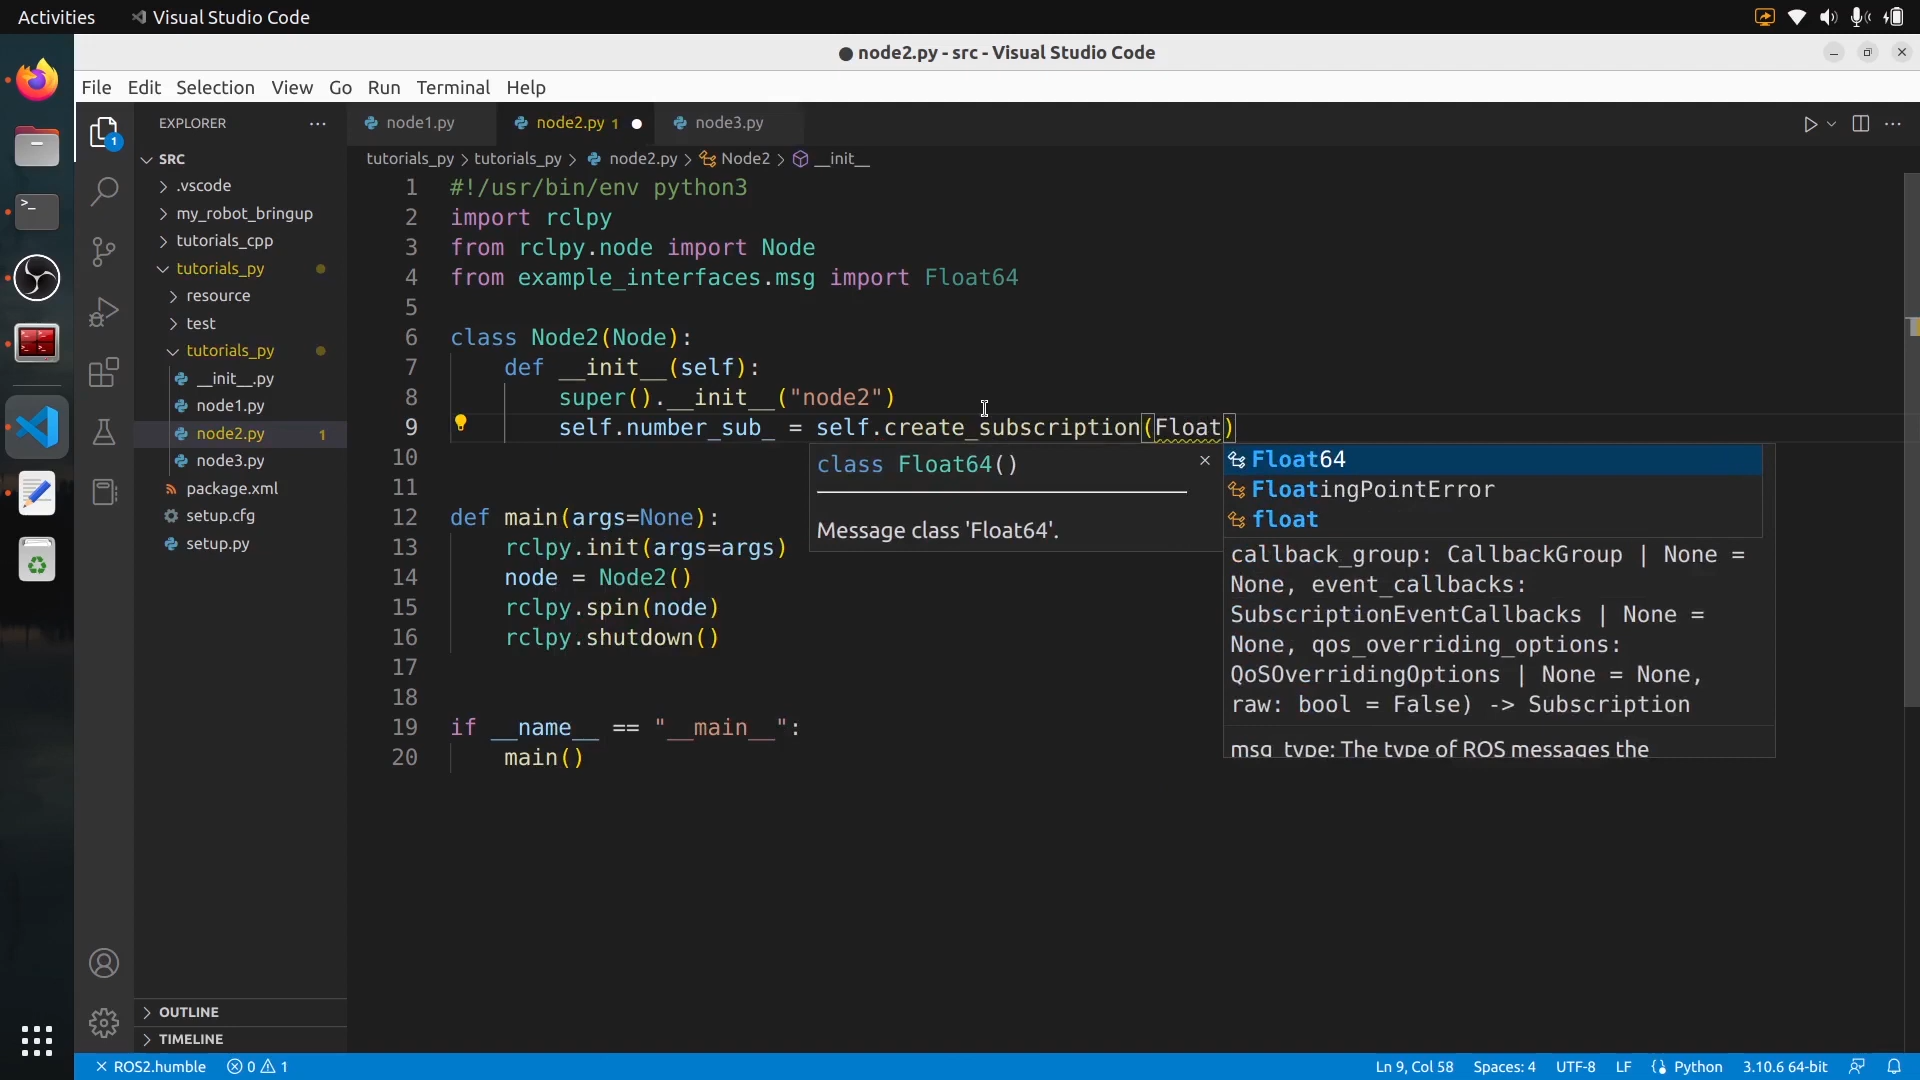 Activities
Visual Studio Code
● node2.py - src - Visual Studio Code
File Edit Selection View Go Run Terminal Help
1
EXPLORER
SRC
.vscode
my_robot_bringup
tutorials_cpp
tutorials_py
resource
test
tutorials_py
__init__.py
node1.py
node2.py 1
node3.py
package.xml
setup.cfg
setup.py
OUTLINE
TIMELINE
node1.py node2.py 1 node3.py
tutorials_py > tutorials_py > node2.py > Node2 > __init__
1 #!/usr/bin/env python3
2 import rclpy
3 from rclpy.node import Node
4 from example_interfaces.msg import Float64
5
6 class Node2(Node):
7 def __init__(self):
8 super().__init__("node2")
9 self.number_sub_ = self.create_subscription(Float)
10
11
12 def main(args=None):
13 rclpy.init(args=args)
14 node = Node2()
15 rclpy.spin(node)
16 rclpy.shutdown()
17
18
19 if __name__ == "__main__":
20 main()
class Float64()
Message class 'Float64'.
Float64
FloatingPointError
float
callback_group: CallbackGroup | None =
None, event_callbacks:
SubscriptionEventCallbacks | None =
None, qos_overriding_options:
QoSOverridingOptions | None = None,
raw: bool = False) -> Subscription
msg_type: The type of ROS messages the
ROS2.humble 0 1
Ln 9, Col 58 Spaces: 4 UTF-8 LF Python 3.10.6 64-bit